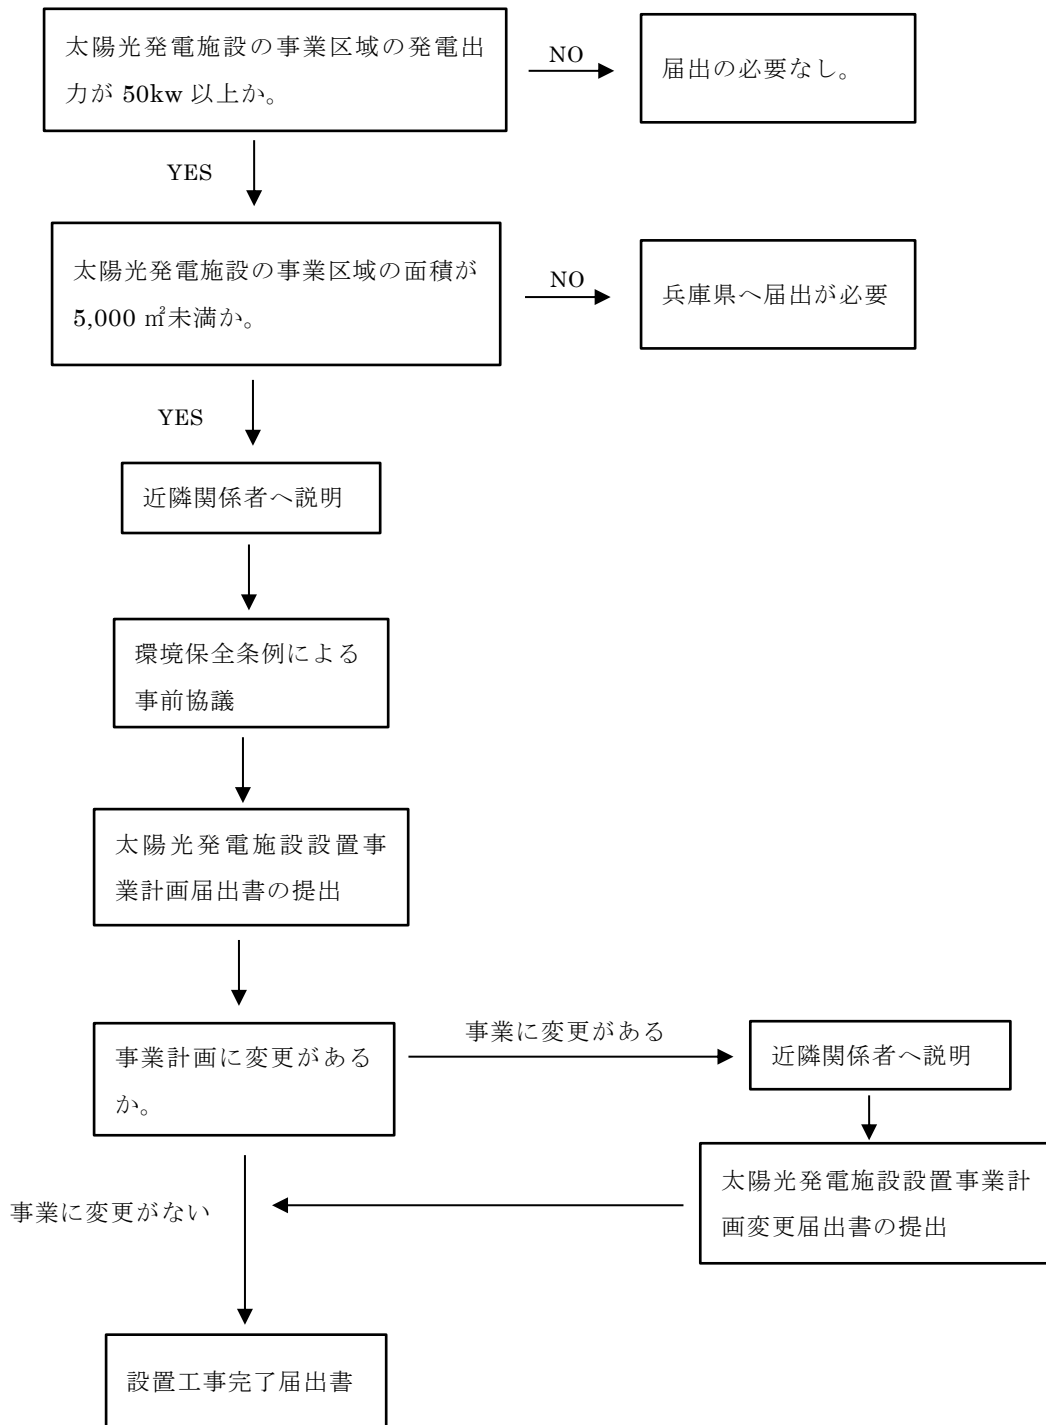 太陽光発電施設の事業区域の発電出
力が 50kw 以上か。
NO
届出の必要なし。
YES
太陽光発電施設の事業区域の面積が
5,000 ㎡未満か。
NO
兵庫県へ届出が必要
YES
近隣関係者へ説明
環境保全条例による
事前協議
太陽光発電施設設置事
業計画届出書の提出
事業計画に変更がある
か。
事業に変更がある
近隣関係者へ説明
太陽光発電施設設置事業計
画変更届出書の提出
事業に変更がない
設置工事完了届出書